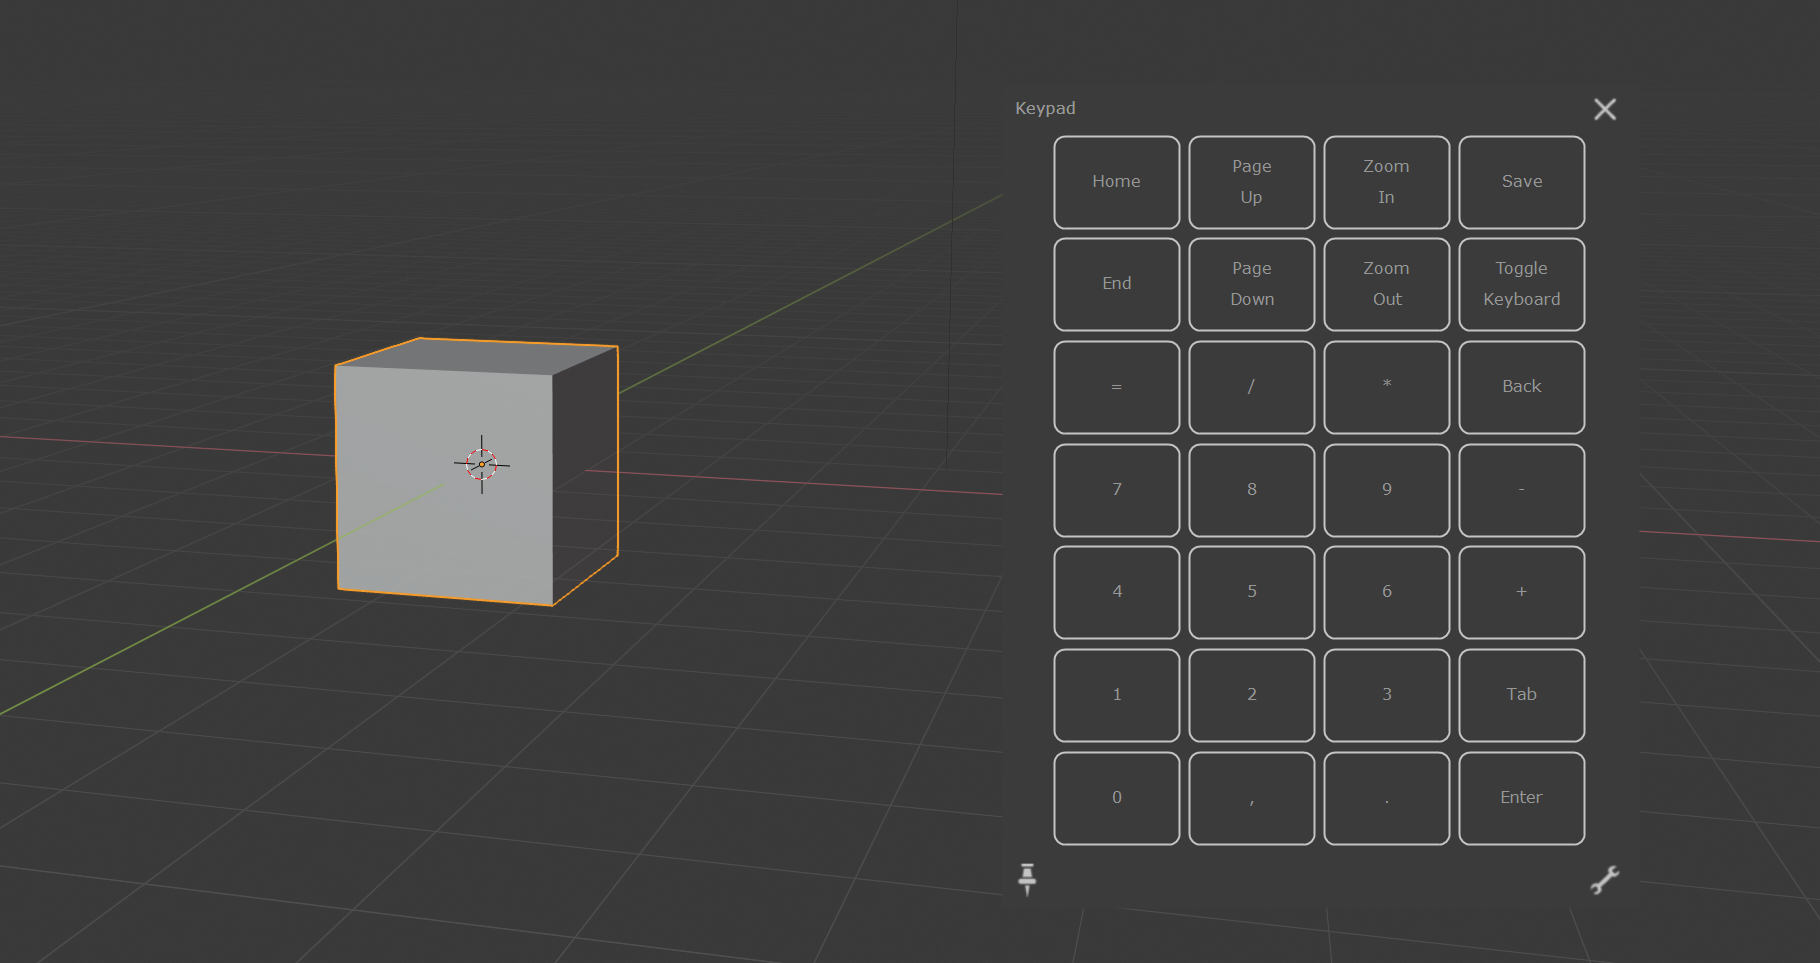 Keypad
Home
Page
Up
Zoom
In
Save
End
Page
Down
Zoom
Out
Toggle
Keyboard
=
/
*
Back
7
8
9
-
4
5
6
+
1
2
3
Tab
0
,
.
Enter